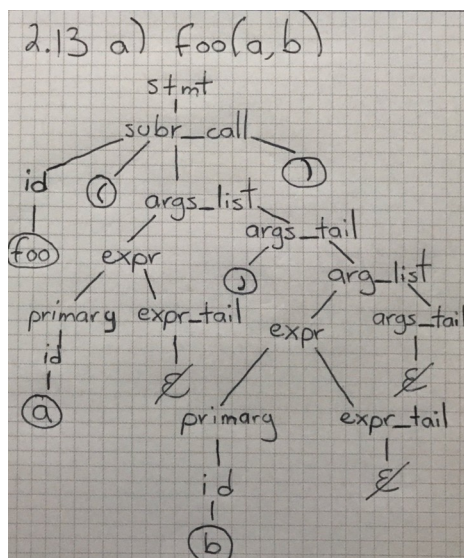 2.13 a) foo(a,b)
stmt
subr_call
id ( args_list )
foo expr args_tail
primary expr_tail , arg_list
id ε expr args_tail
a primary expr_tail ε
id ε
b